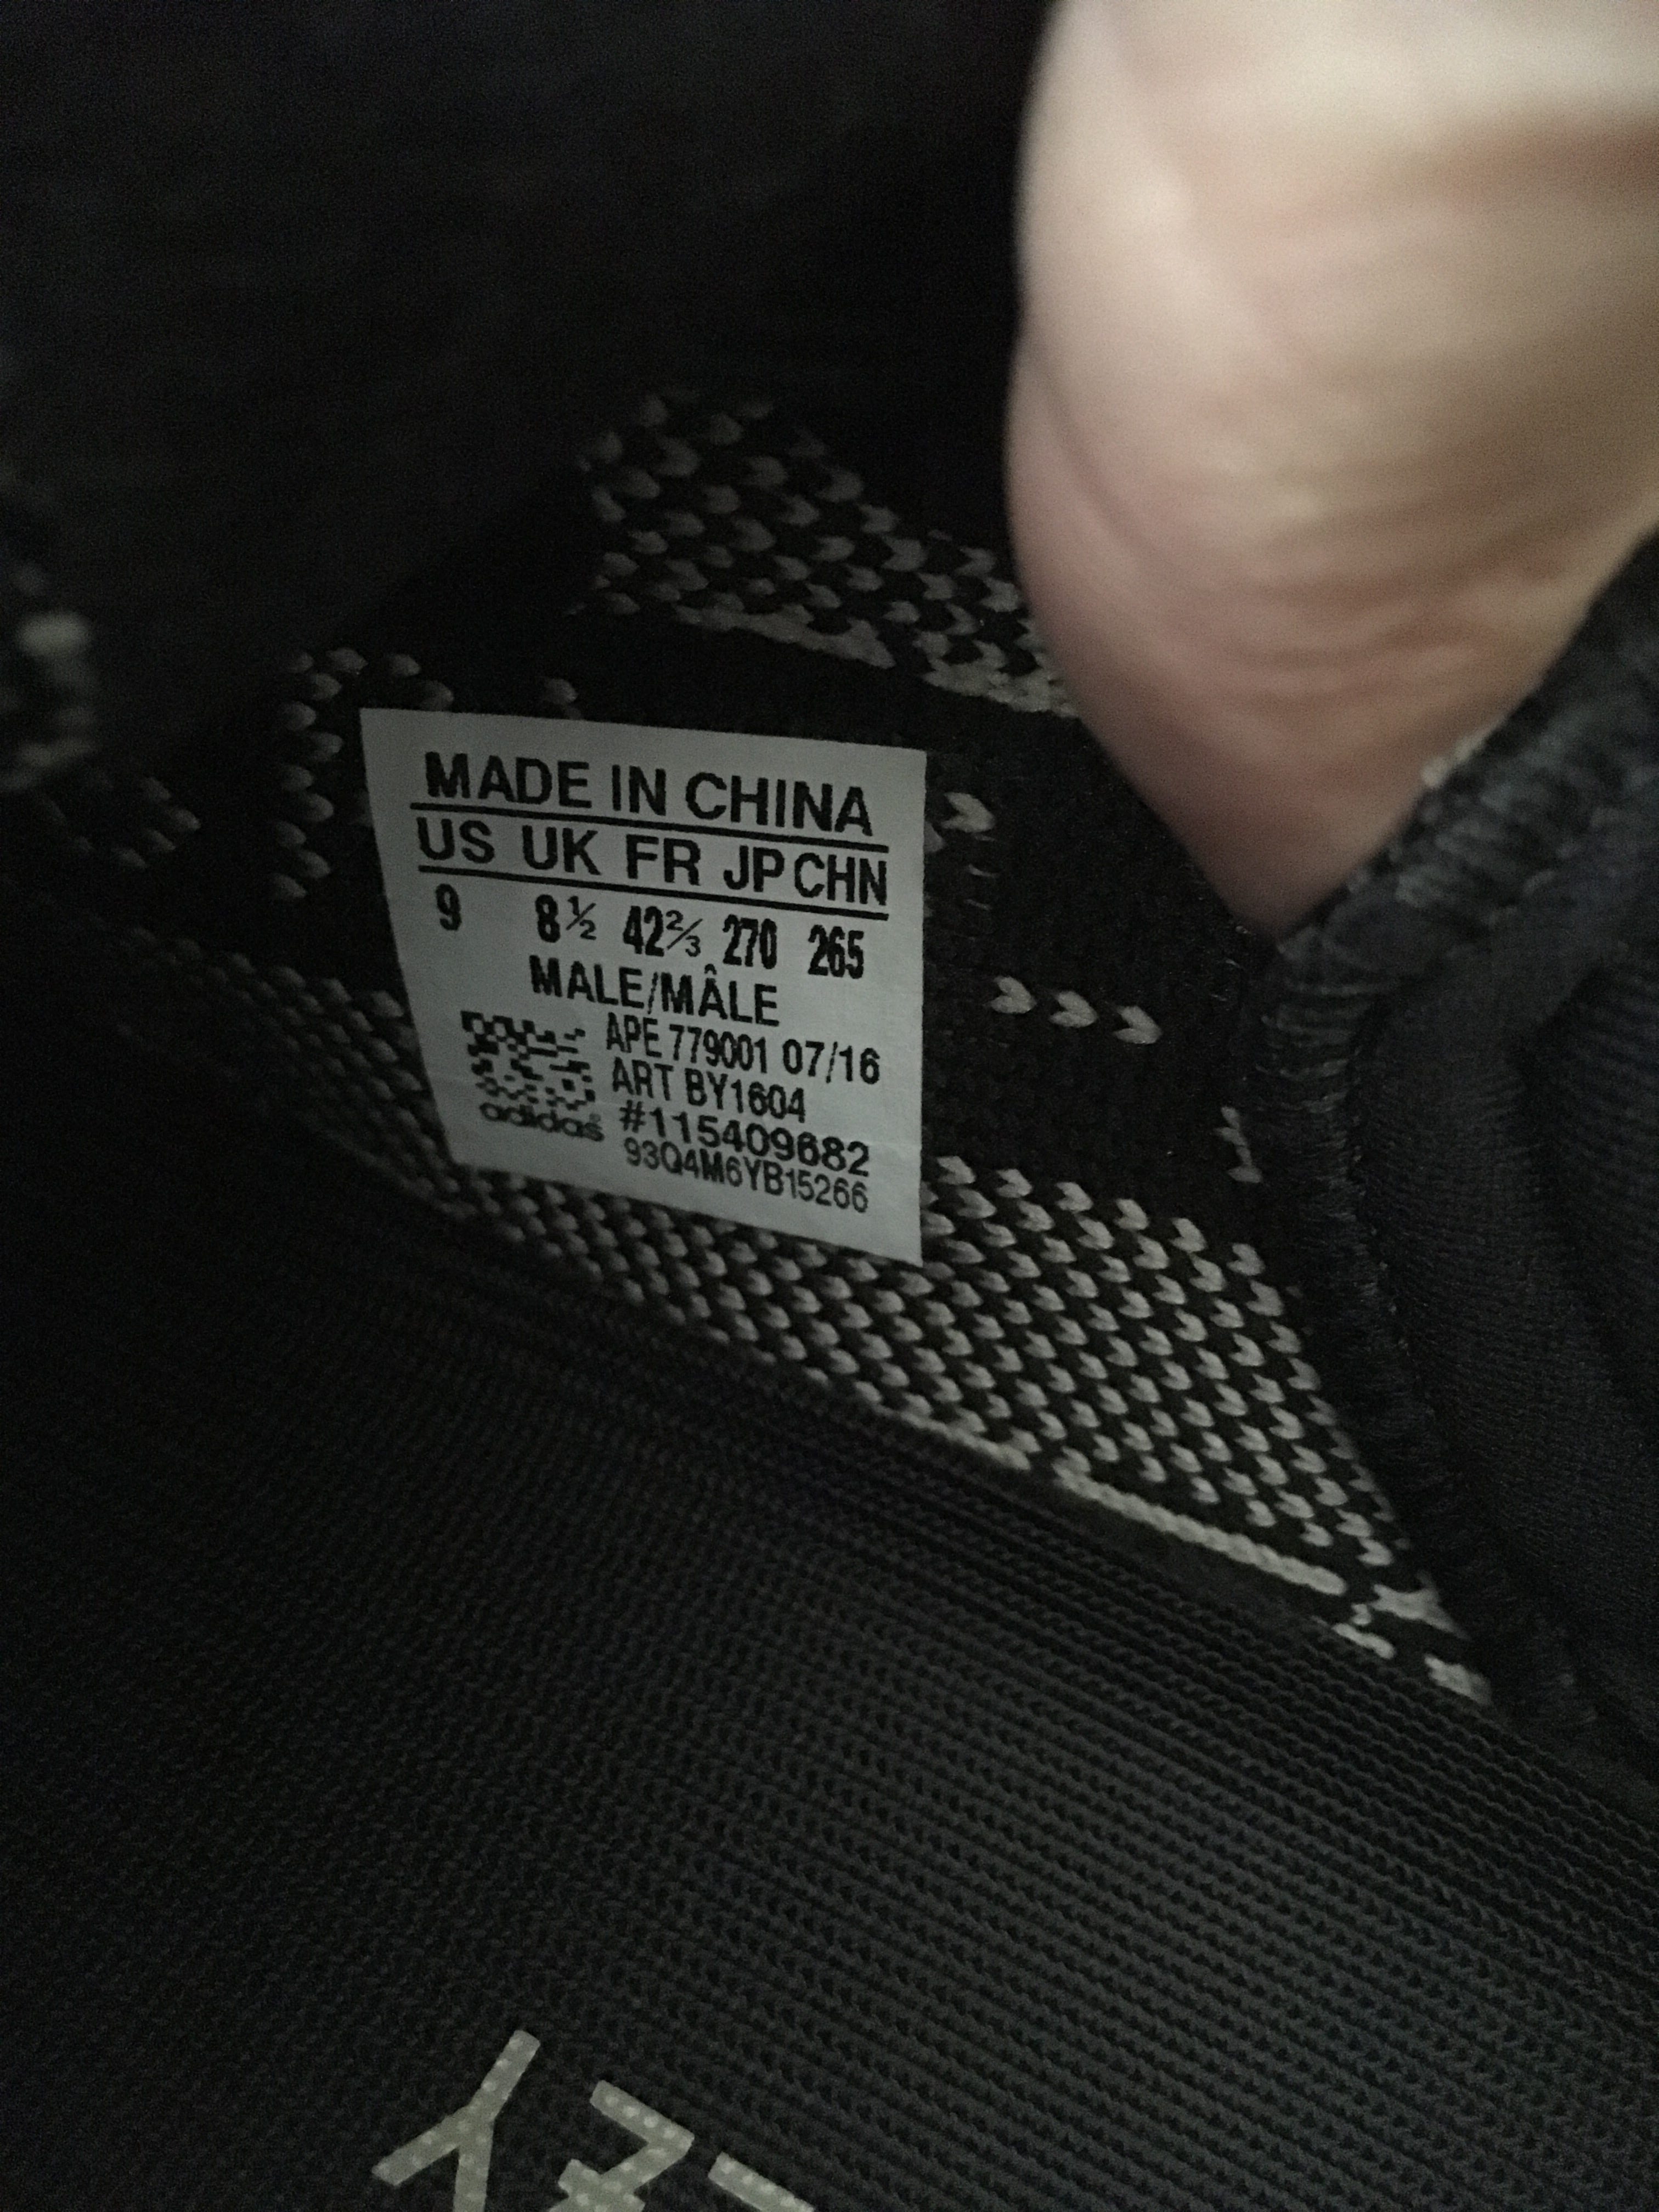 MADE IN CHINA
US UK FR JP CHN
9 8½ 42⅔ 270 265
MALE/MÂLE
APE 779001 07/16
ART BY1604
#115409682
adidas
93Q4M6YB15266
YEZ